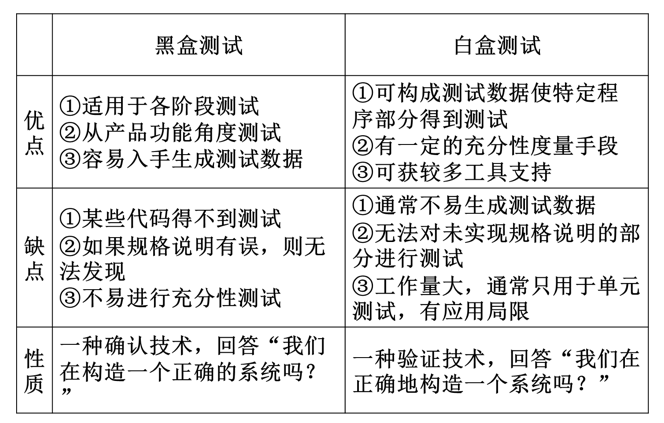 黑盒测试
白盒测试
优点
①适用于各阶段测试
②从产品功能角度测试
③容易入手生成测试数据
①可构成测试数据使特定程
序部分得到测试
②有一定的充分性度量手段
③可获较多工具支持
缺点
①某些代码得不到测试
②如果规格说明有误，则无
法发现
③不易进行充分性测试
①通常不易生成测试数据
②无法对未实现规格说明的部
分进行测试
③工作量大，通常只用于单元
测试，有应用局限
性质
一种确认技术，回答“我们
在构造一个正确的系统吗？
”
一种验证技术，回答“我们在
正确地构造一个系统吗？”